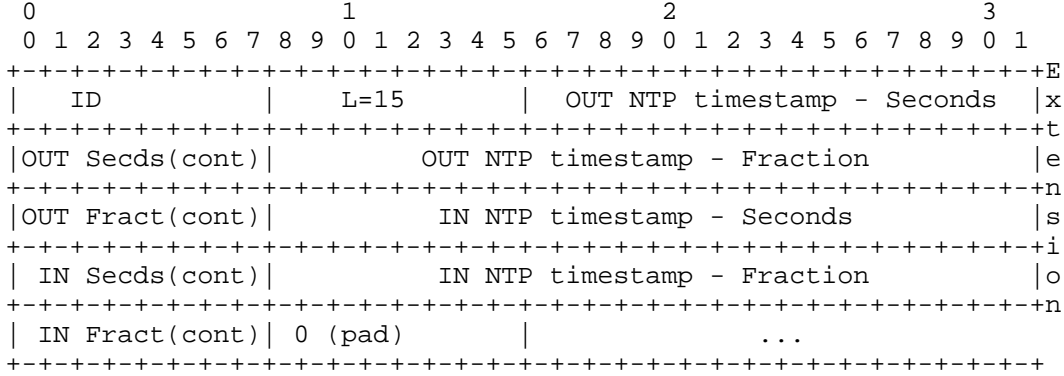 0                   1                   2                   3
 0 1 2 3 4 5 6 7 8 9 0 1 2 3 4 5 6 7 8 9 0 1 2 3 4 5 6 7 8 9 0 1
+-+-+-+-+-+-+-+-+-+-+-+-+-+-+-+-+-+-+-+-+-+-+-+-+-+-+-+-+-+-+-+-+E
|   ID          |    L=15       |  OUT NTP timestamp - Seconds  |x
+-+-+-+-+-+-+-+-+-+-+-+-+-+-+-+-+-+-+-+-+-+-+-+-+-+-+-+-+-+-+-+-+t
|OUT Secds(cont)|         OUT NTP timestamp - Fraction          |e
+-+-+-+-+-+-+-+-+-+-+-+-+-+-+-+-+-+-+-+-+-+-+-+-+-+-+-+-+-+-+-+-+n
|OUT Fract(cont)|          IN NTP timestamp - Seconds           |s
+-+-+-+-+-+-+-+-+-+-+-+-+-+-+-+-+-+-+-+-+-+-+-+-+-+-+-+-+-+-+-+-+i
| IN Secds(cont)|          IN NTP timestamp - Fraction          |o
+-+-+-+-+-+-+-+-+-+-+-+-+-+-+-+-+-+-+-+-+-+-+-+-+-+-+-+-+-+-+-+-+n
| IN Fract(cont)| 0 (pad)       |              ...
+-+-+-+-+-+-+-+-+-+-+-+-+-+-+-+-+-+-+-+-+-+-+-+-+-+-+-+-+-+-+-+-+